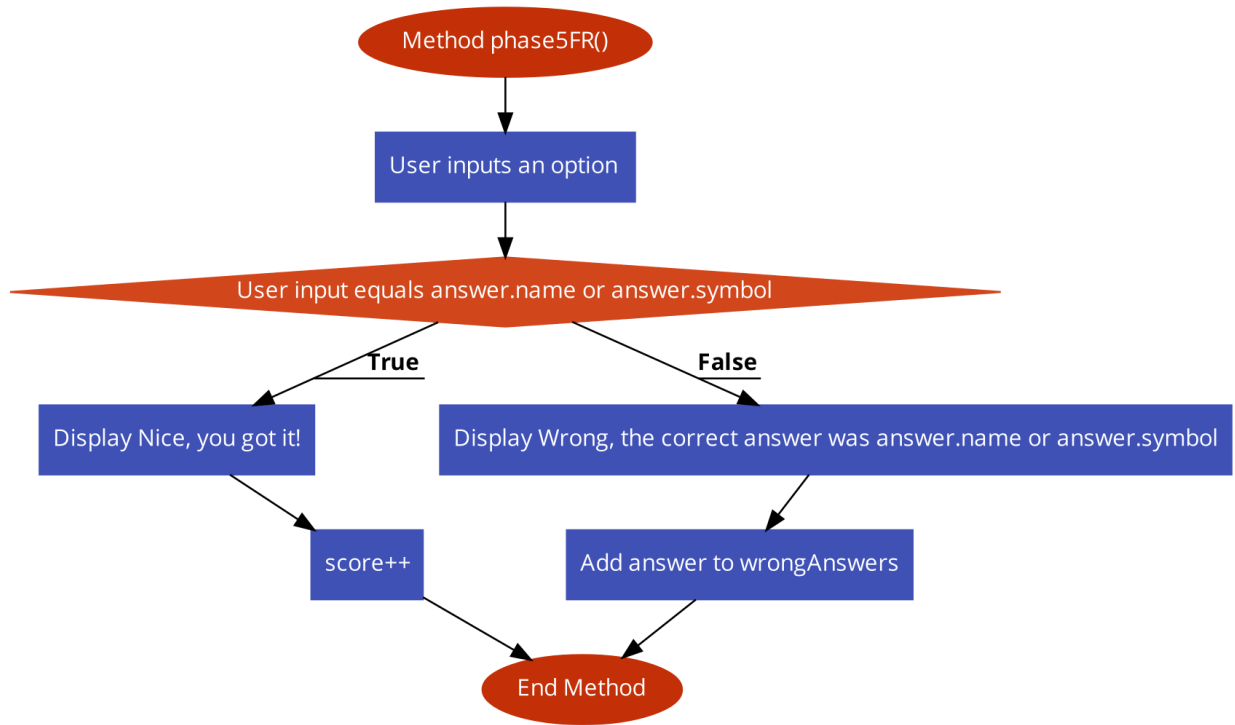 Method phase5FR()
User inputs an option
User input equals answer.name or answer.symbol
True
False
Display Nice, you got it!
Display Wrong, the correct answer was answer.name or answer.symbol
score++
Add answer to wrongAnswers
End Method